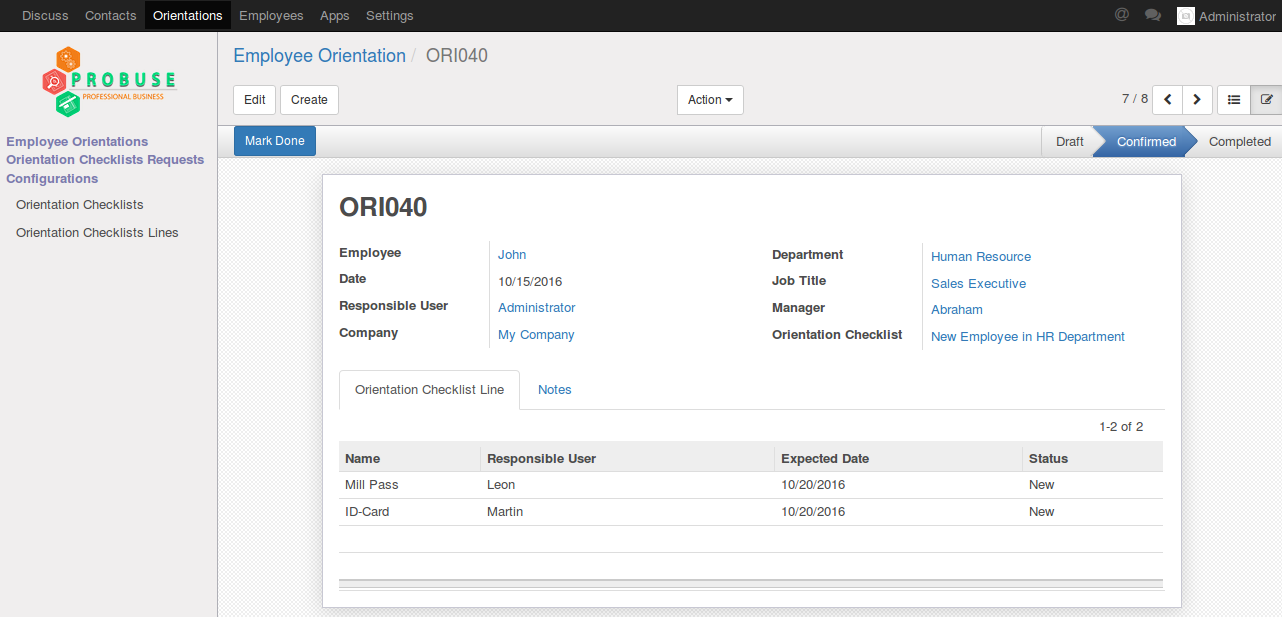 Discuss Contacts Orientations Employees Apps Settings @ Administrator
PROBUSE
PROFESSIONAL BUSINESS
Employee Orientations
Orientation Checklists Requests
Configurations
Orientation Checklists
Orientation Checklists Lines
Employee Orientation / ORI040
Edit Create Action 7 / 8
Mark Done Draft Confirmed Completed
ORI040
Employee John
Date 10/15/2016
Responsible User Administrator
Company My Company
Department Human Resource
Job Title Sales Executive
Manager Abraham
Orientation Checklist New Employee in HR Department
Orientation Checklist Line Notes
1-2 of 2
Name Responsible User Expected Date Status
Mill Pass Leon 10/20/2016 New
ID-Card Martin 10/20/2016 New